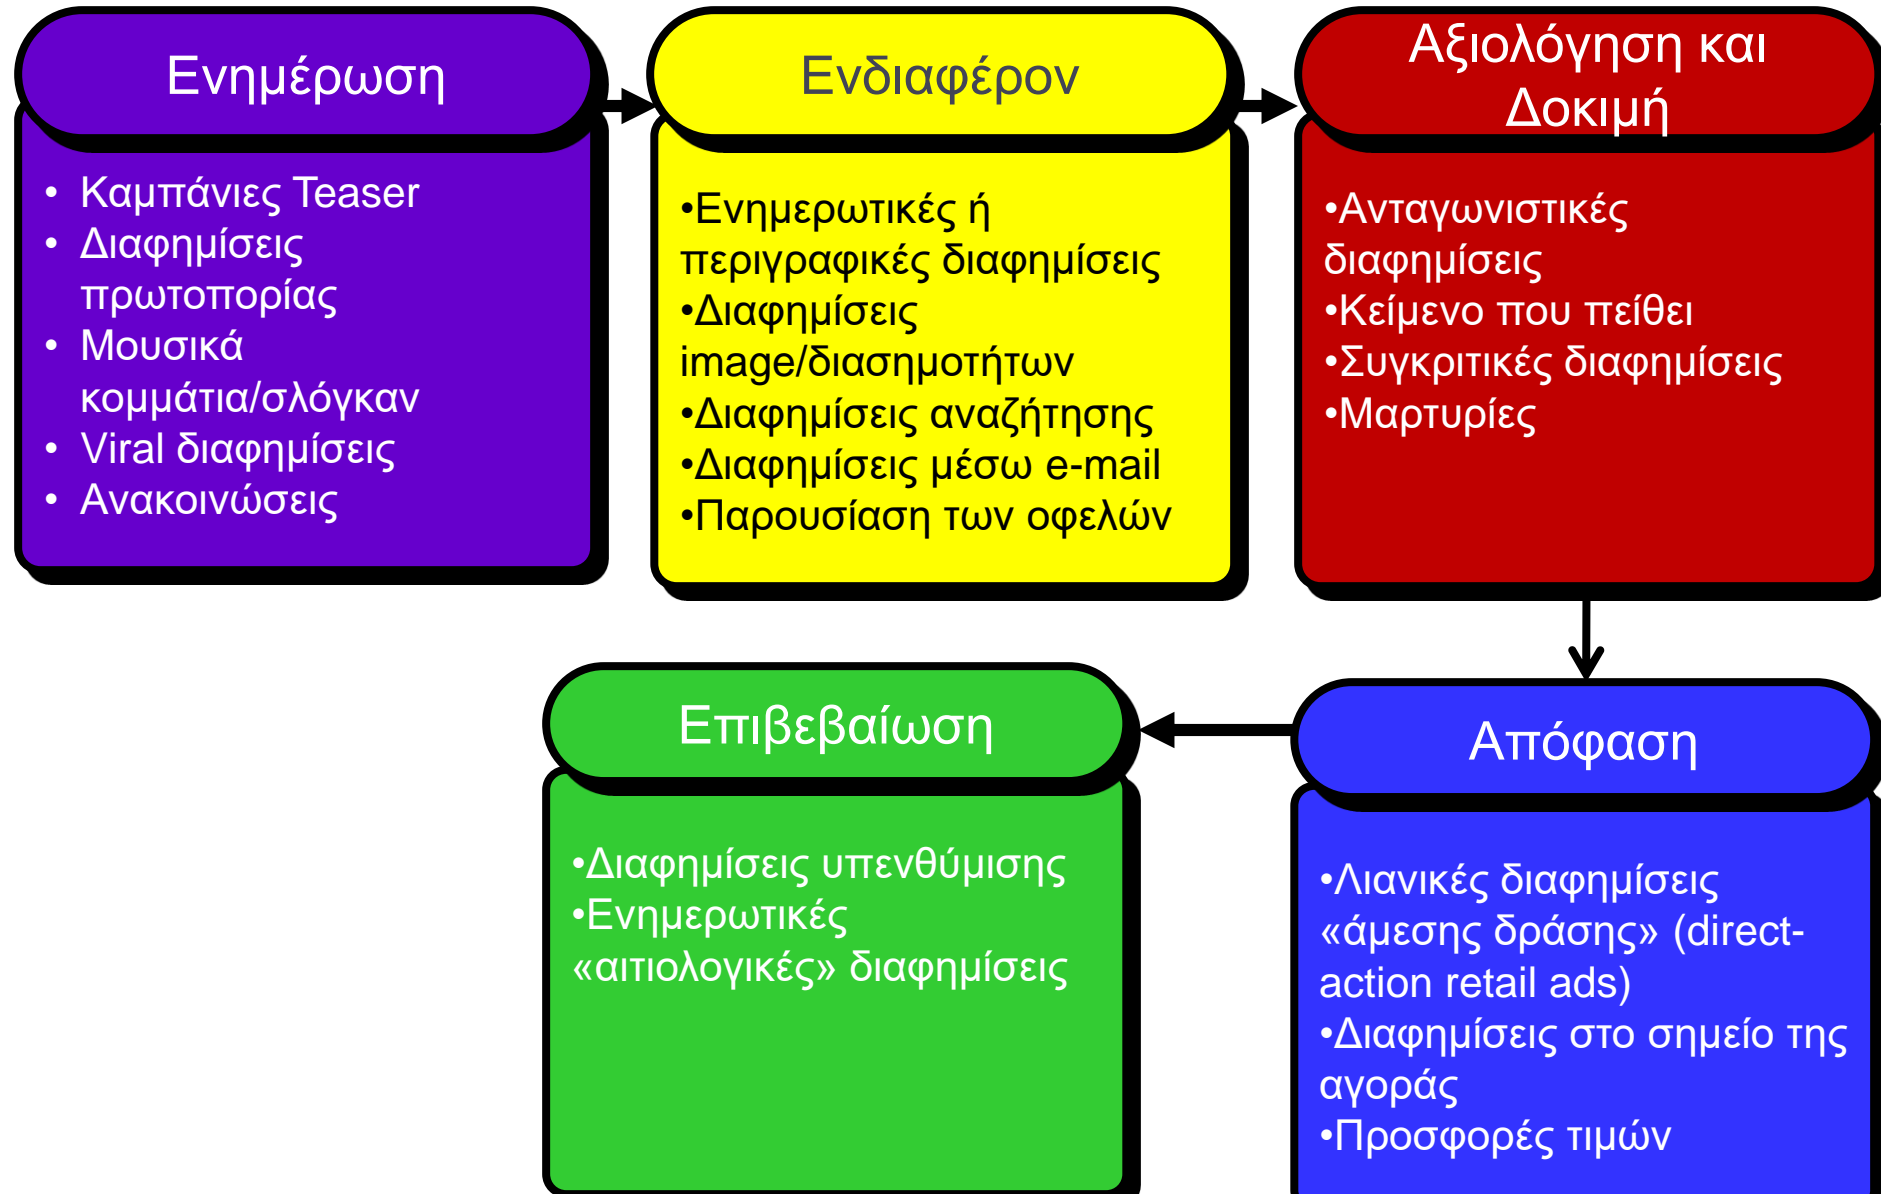 Ενημέρωση
• Καμπάνιες Teaser
• Διαφημίσεις
πρωτοπορίας
• Μουσικά
κομμάτια/σλόγκαν
• Viral διαφημίσεις
• Ανακοινώσεις
Ενδιαφέρον
•Ενημερωτικές ή
περιγραφικές διαφημίσεις
•Διαφημίσεις
image/διασημοτήτων
•Διαφημίσεις αναζήτησης
•Διαφημίσεις μέσω e-mail
•Παρουσίαση των οφελών
Αξιολόγηση και
Δοκιμή
•Ανταγωνιστικές
διαφημίσεις
•Κείμενο που πείθει
•Συγκριτικές διαφημίσεις
•Μαρτυρίες
Απόφαση
•Λιανικές διαφημίσεις
«άμεσης δράσης» (direct-
action retail ads)
•Διαφημίσεις στο σημείο της
αγοράς
•Προσφορές τιμών
Επιβεβαίωση
•Διαφημίσεις υπενθύμισης
•Ενημερωτικές
«αιτιολογικές» διαφημίσεις